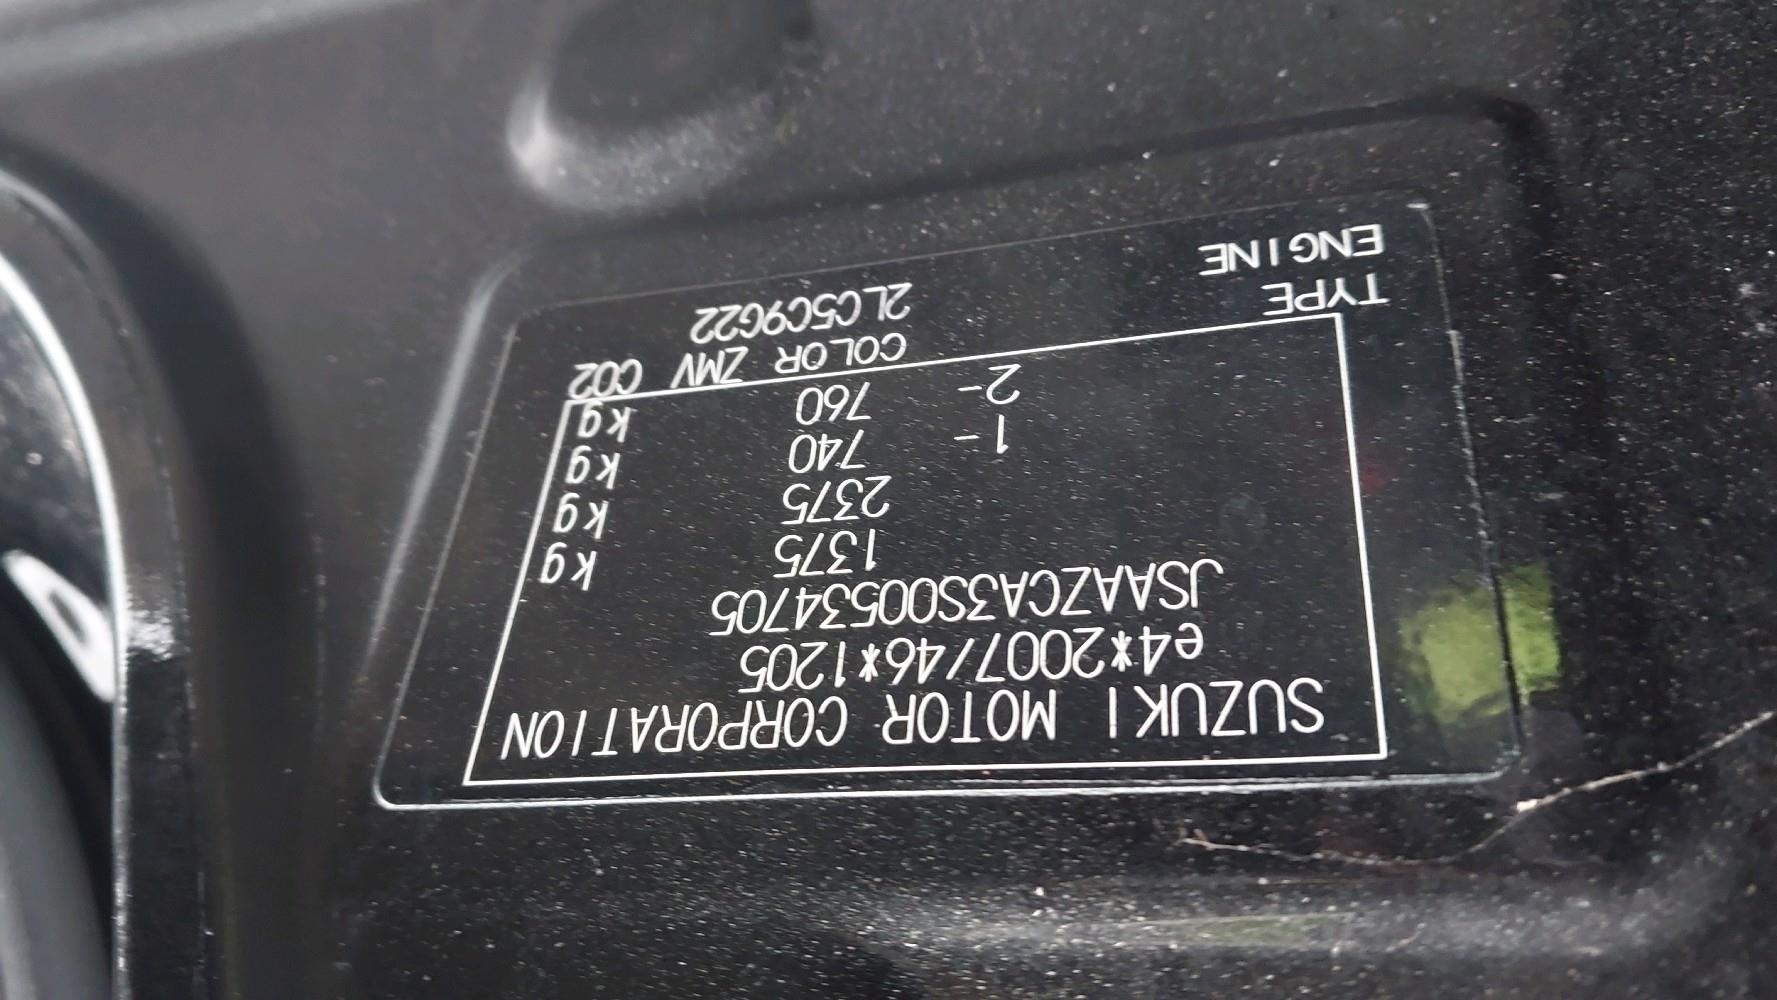 SUZUKI MOTOR CORPORATION
e4*2007/46*1205
JSAAZCA3S00534705
1375 kg
2375 kg
1- 740 kg
2- 760 kg
COLOR ZMV CO2
TYPE 2LC5C9G22
ENGINE